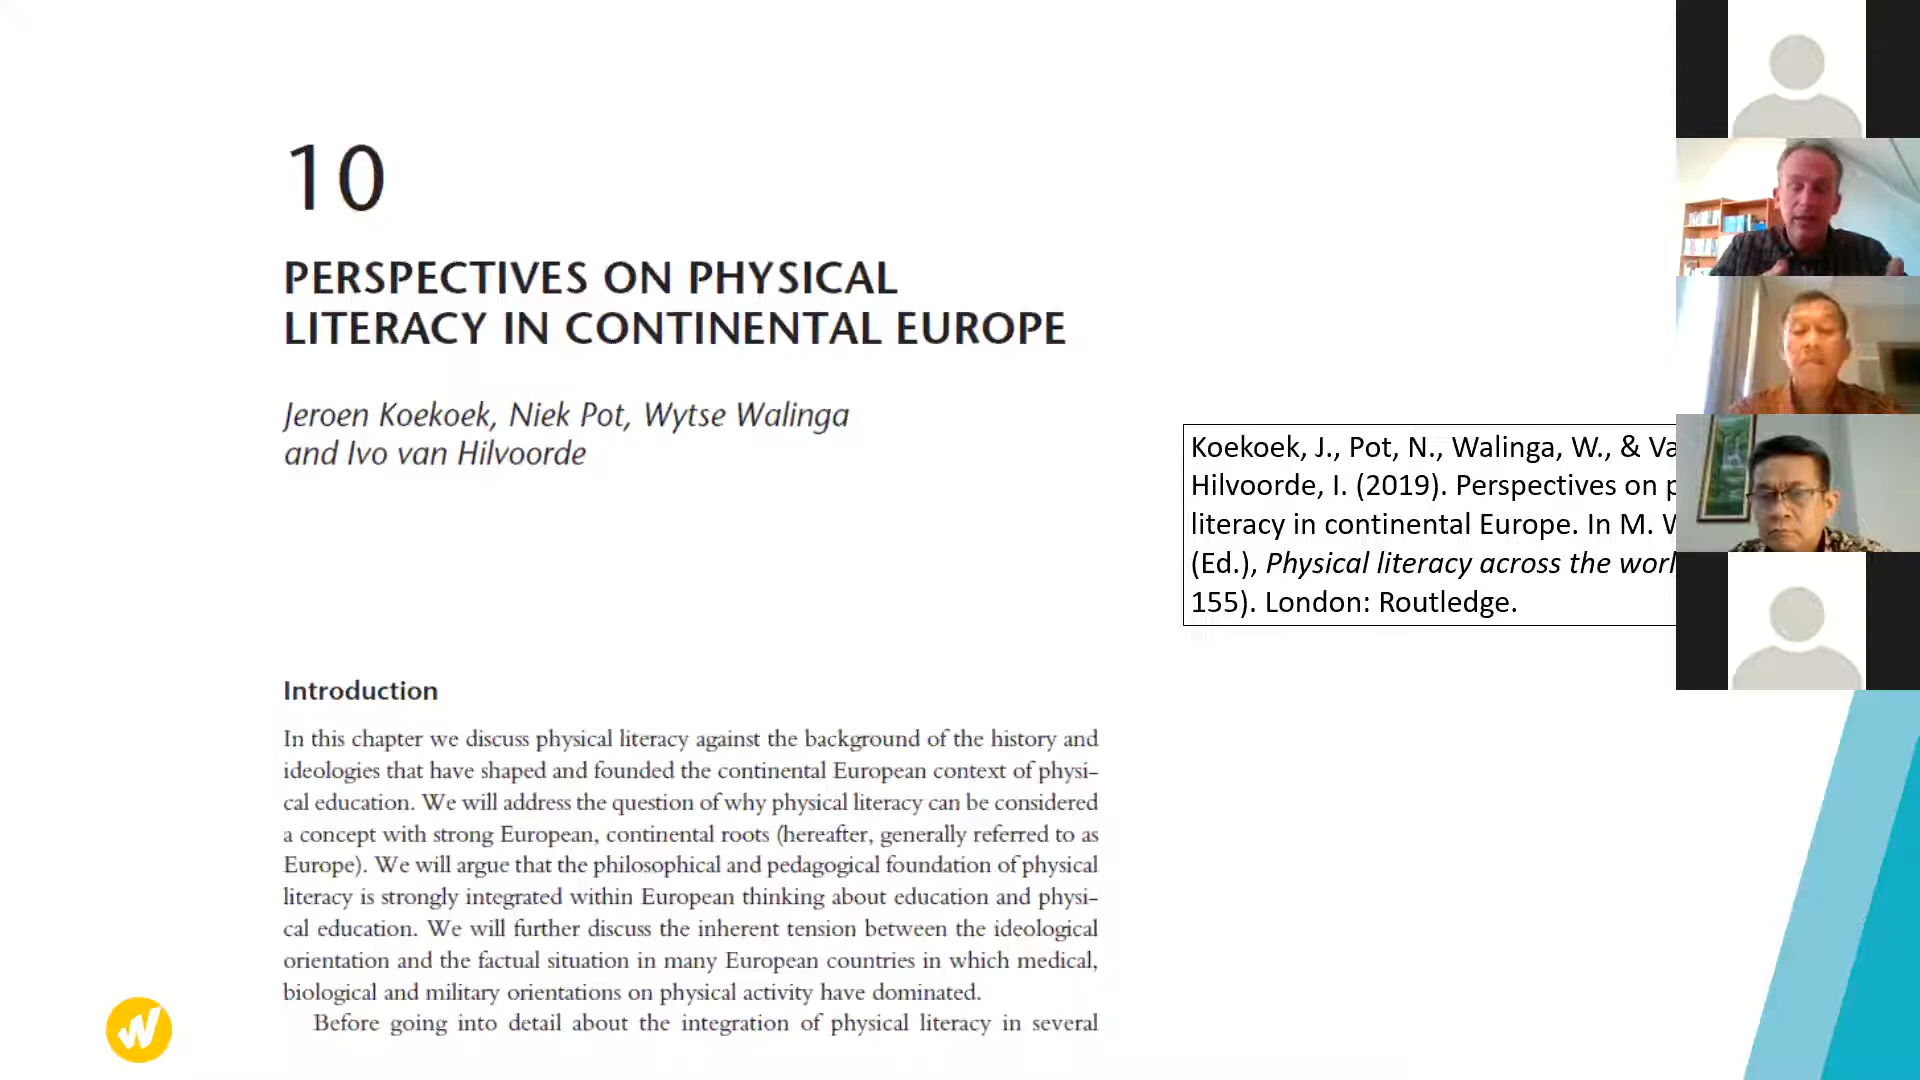 10
PERSPECTIVES ON PHYSICAL
LITERACY IN CONTINENTAL EUROPE
Jeroen Koekoek, Niek Pot, Wytse Walinga
and Ivo van Hilvoorde
Koekoek, J., Pot, N., Walinga, W., &
Hilvoorde, I. (2019). Perspectives on
literacy in continental Europe. In M.
(Ed.), Physical literacy across the
155). London: Routledge.
Introduction
In this chapter we discuss physical literacy against the background of the history and
ideologies that have shaped and founded the continental European context of physi-
cal education. We will address the question of why physical literacy can be considered
a concept with strong European, continental roots (hereafter, generally referred to as
Europe). We will argue that the philosophical and pedagogical foundation of physical
literacy is strongly integrated within European thinking about education and physi-
cal education. We will further discuss the inherent tension between the ideological
orientation and the factual situation in many European countries in which medical,
biological and military orientations on physical activity have dominated.
Before going into detail about the integration of physical literacy in several
W